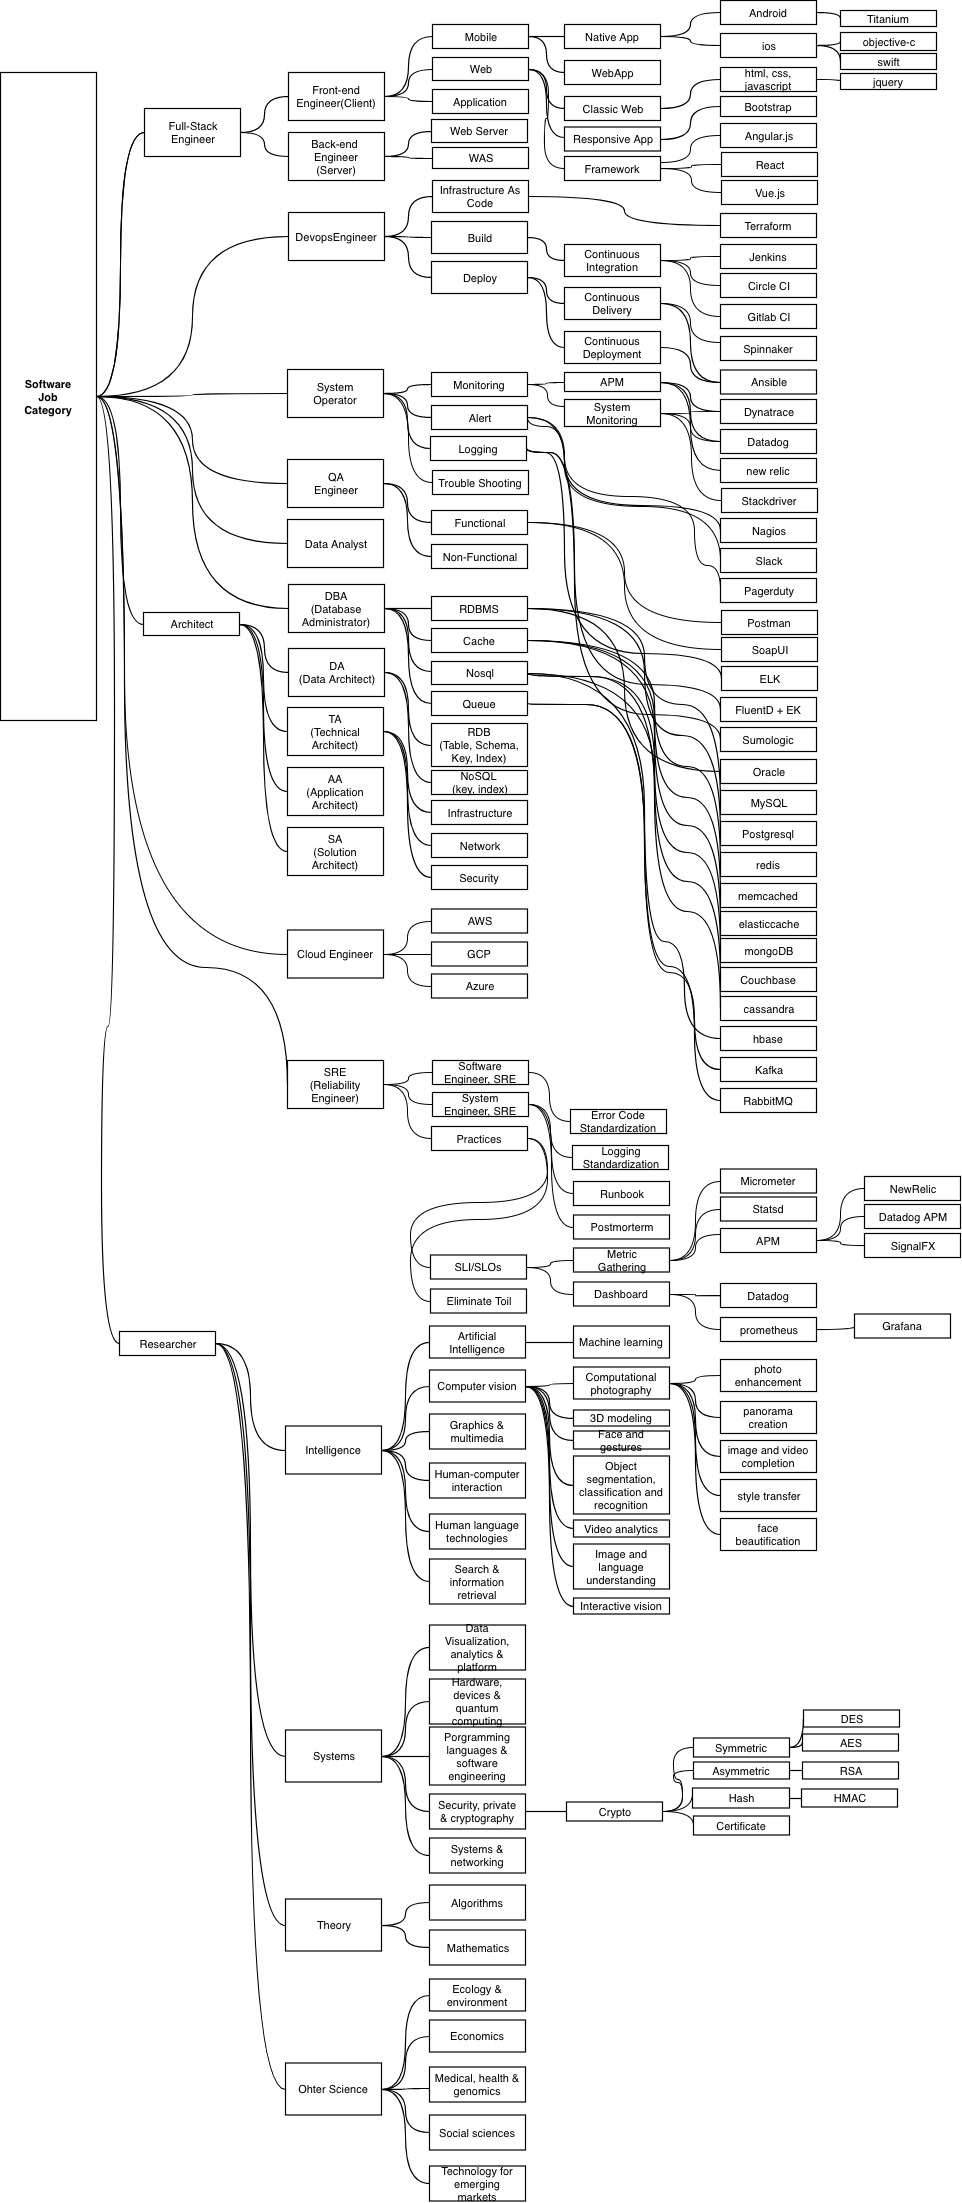 Software
Job
Category
Full-Stack
Engineer
Front-end
Engineer(Client)
Mobile
Native App
Android
Titanium
ios
objective-c
swift
WebApp
Web
Classic Web
html, css,
javascript
jquery
Responsive App
Bootstrap
Framework
Angular.js
React
Vue.js
Application
Back-end
Engineer
(Server)
Web Server
WAS
DevopsEngineer
Infrastructure As
Code
Terraform
Build
Continuous
Integration
Jenkins
Circle CI
Gitlab CI
Deploy
Continuous
Delivery
Spinnaker
Continuous
Deployment
Ansible
System
Operator
Monitoring
APM
Dynatrace
System
Monitoring
Datadog
new relic
Stackdriver
Alert
Nagios
Slack
Pagerduty
Logging
Trouble Shooting
QA
Engineer
Functional
Postman
SoapUI
Non-Functional
ELK
FluentD + EK
Sumologic
Data Analyst
DBA
(Database
Administrator)
RDBMS
Oracle
MySQL
Postgresql
Cache
redis
memcached
elasticcache
Nosql
mongoDB
Couchbase
cassandra
hbase
Queue
Kafka
RabbitMQ
Architect
DA
(Data Architect)
RDB
(Table, Schema,
Key, Index)
NoSQL
(key, index)
TA
(Technical
Architect)
Infrastructure
Network
Security
AA
(Application
Architect)
SA
(Solution
Architect)
Cloud Engineer
AWS
GCP
Azure
SRE
(Reliability
Engineer)
Software
Engineer, SRE
Error Code
Standardization
System
Engineer, SRE
Logging
Standardization
Runbook
Postmorterm
Practices
SLI/SLOs
Metric
Gathering
Micrometer
Statsd
APM
NewRelic
Datadog APM
SignalFX
Dashboard
Datadog
prometheus
Grafana
Eliminate Toil
Researcher
Intelligence
Artificial
Intelligence
Machine learning
Computer vision
Computational
photography
photo
enhancement
panorama
creation
image and video
completion
style transfer
face
beautification
3D modeling
Face and
gestures
Object
segmentation,
classification and
recognition
Video analytics
Image and
language
understanding
Interactive vision
Graphics &
multimedia
Human-computer
interaction
Human language
technologies
Search &
information
retrieval
Systems
Data
Visualization,
analytics &
platform
Hardware,
devices &
quantum
computing
Porgramming
languages &
software
engineering
Security, private
& cryptography
Crypto
Symmetric
DES
AES
Asymmetric
RSA
Hash
HMAC
Certificate
Systems &
networking
Theory
Algorithms
Mathematics
Ohter Science
Ecology &
environment
Economics
Medical, health &
genomics
Social sciences
Technology for
emerging
markets